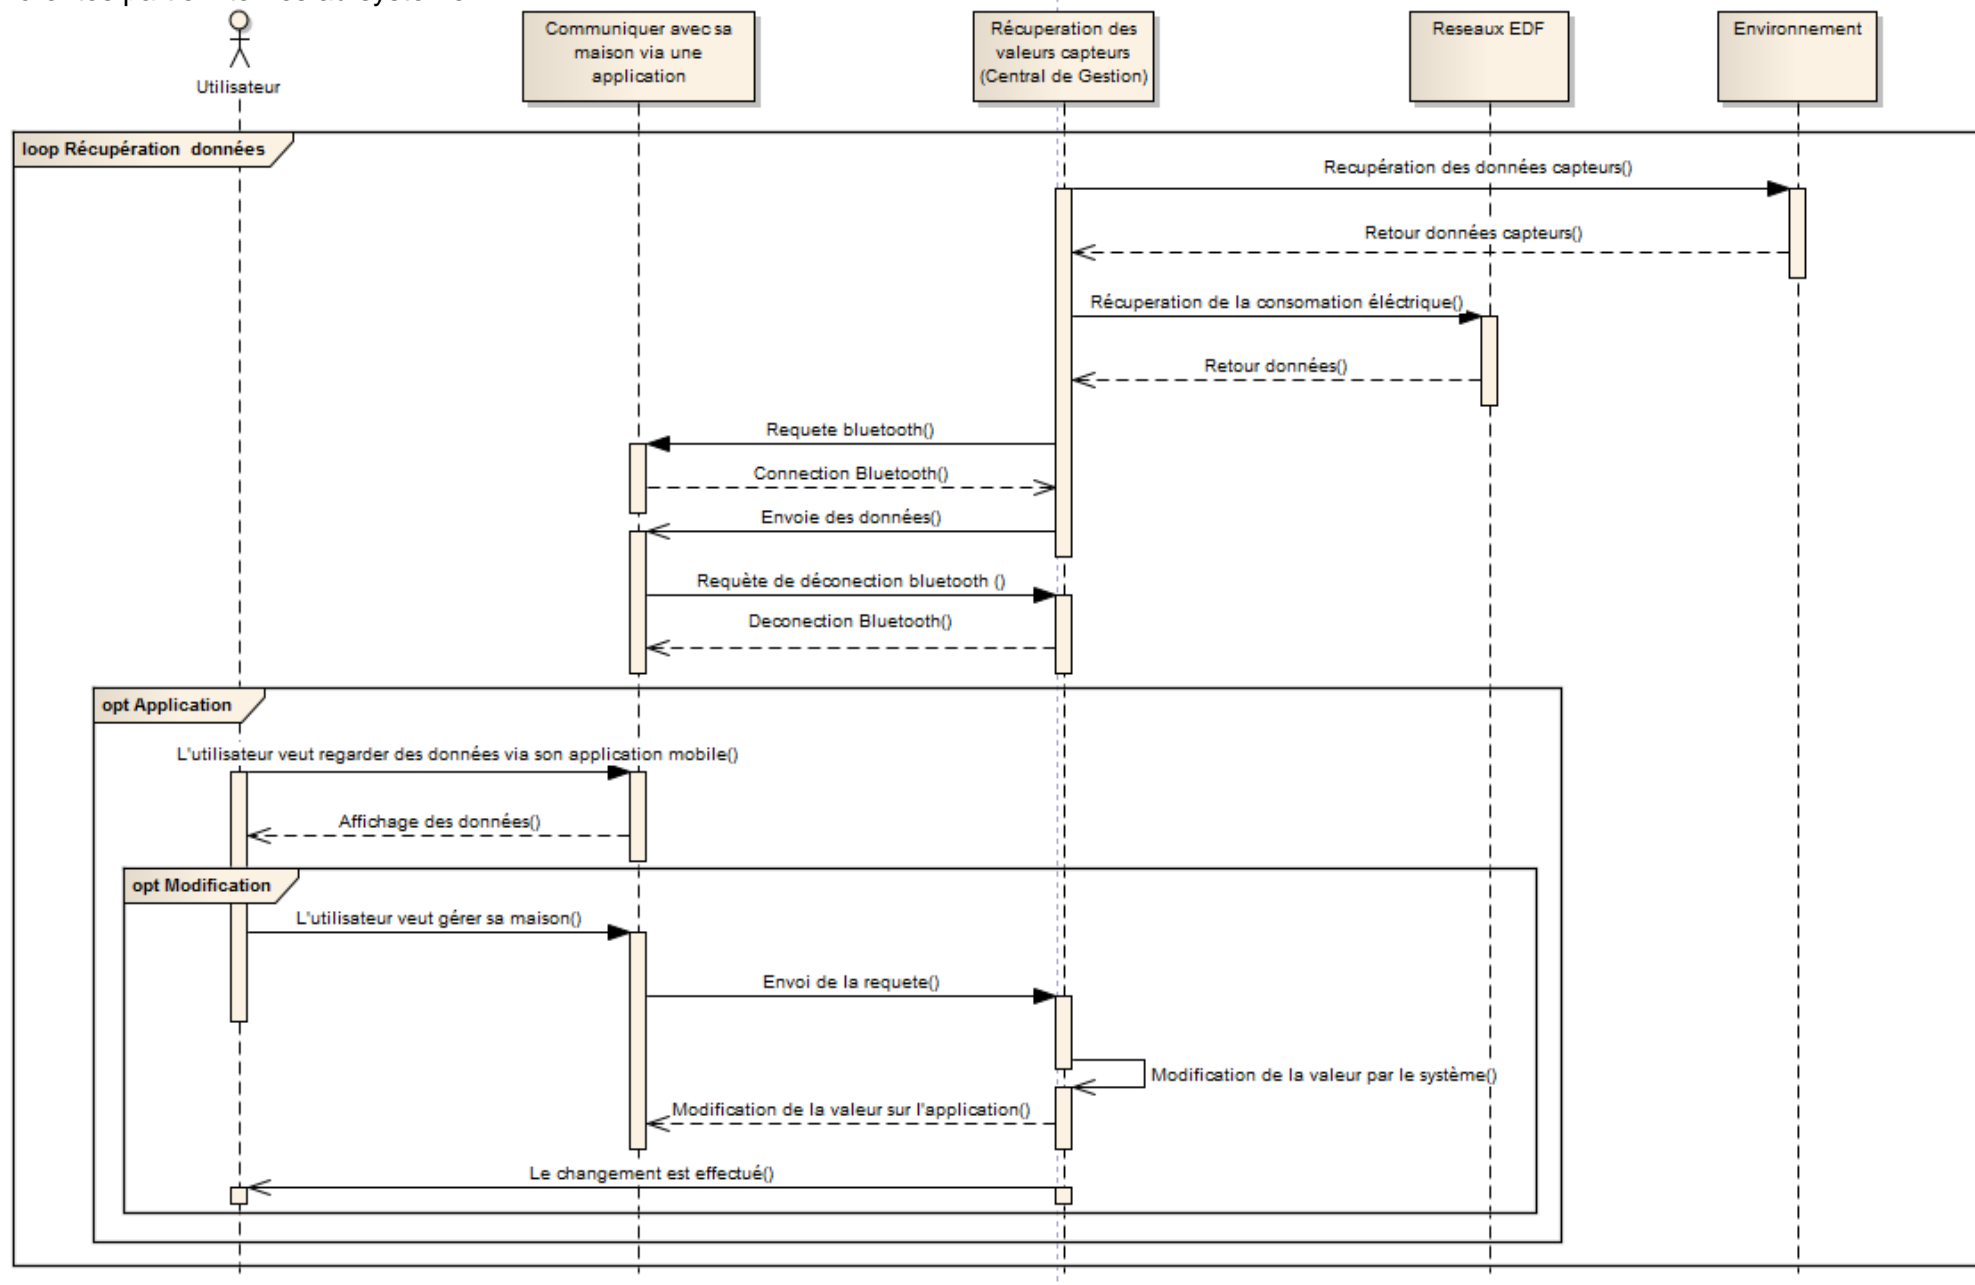 Utilisateur
Communiquer avec sa
maison via une
application
Récuperation des
valeurs capteurs
(Central de Gestion)
Reseaux EDF
Environnement
loop Récupération  données
Recupération des données capteurs()
Retour données capteurs()
Récuperation de la consomation éléctrique()
Retour données()
Requete bluetooth()
Connection Bluetooth()
Envoie des données()
Requète de déconection bluetooth ()
Deconection Bluetooth()
opt Application
L'utilisateur veut regarder des données via son application mobile()
Affichage des données()
opt Modification
L'utilisateur veut gérer sa maison()
Envoi de la requete()
Modification de la valeur par le système()
Modification de la valeur sur l'application()
Le changement est effectué()